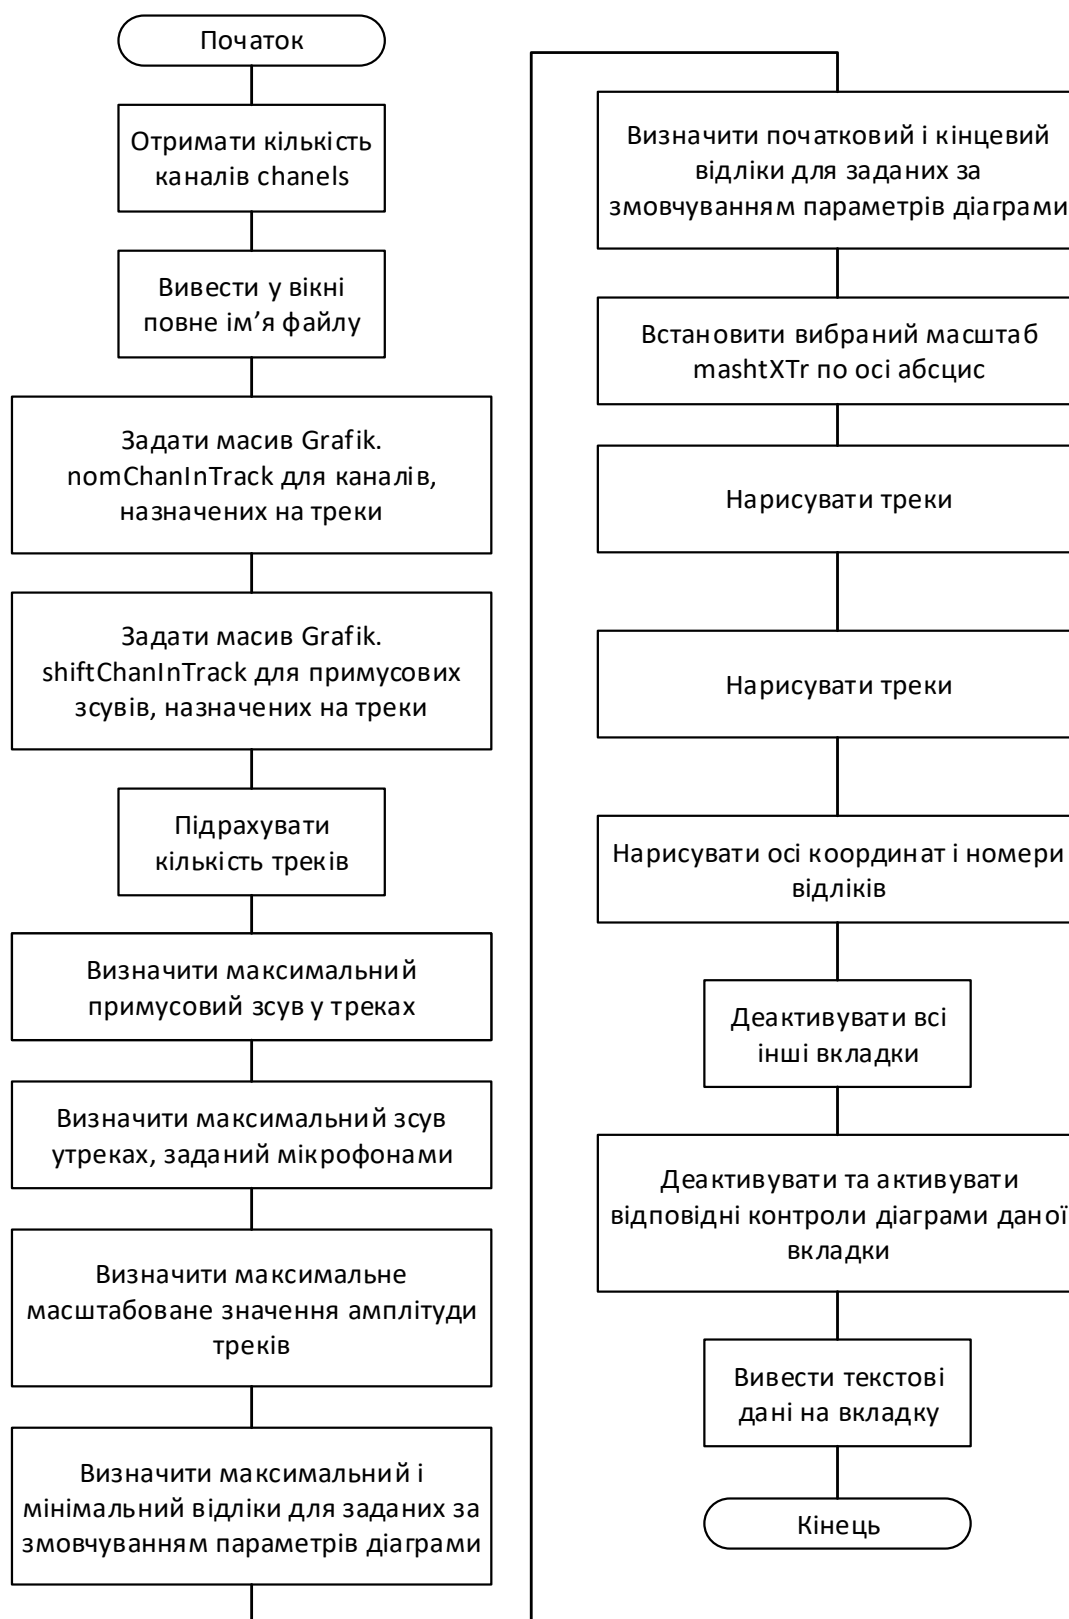 Початок
Отримати кількість
каналів chanels
Вивести у вікні
повне ім’я файлу
Задати масив Grafik.
nomChanInTrack для каналів,
назначених на треки
Задати масив Grafik.
shiftChanInTrack для примусових
зсувів, назначених на треки
Підрахувати
кількість треків
Визначити максимальний
примусовий зсув у треках
Визначити максимальний зсув
утреках, заданий мікрофонами
Визначити максимальне
масштабоване значення амплітуди
треків
Визначити максимальний і
мінімальний відліки для заданих за
змовчуванням параметрів діаграми
Визначити початковий і кінцевий
відліки для заданих за
змовчуванням параметрів діаграми
Встановити вибраний масштаб
mashtXTr по осі абсцис
Нарисувати треки
Нарисувати треки
Нарисувати осі координат і номери
відліків
Деактивувати всі
інші вкладки
Деактивувати та активувати
відповідні контроли діаграми даної
вкладки
Вивести текстові
дані на вкладку
Кінець